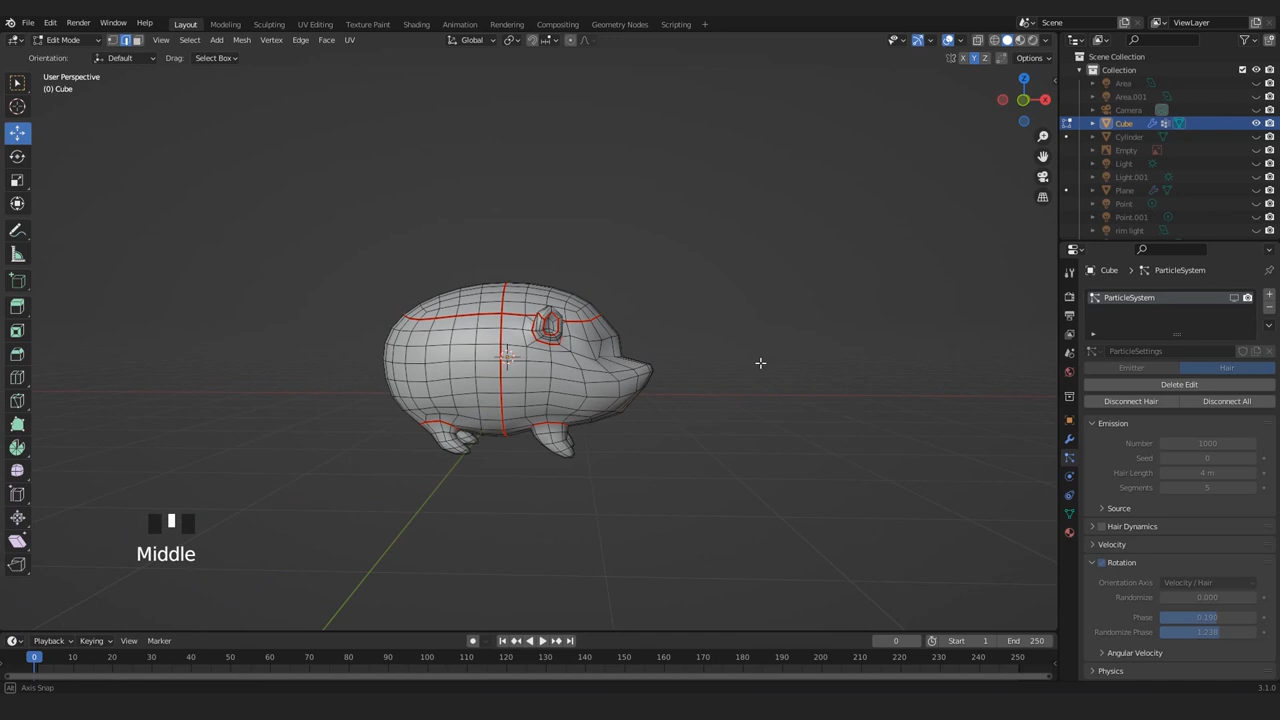 File Edit Render Window Help Layout Modeling Sculpting UV Editing Texture Paint Shading Animation Rendering Compositing Geometry Nodes Scripting + Scene ViewLayer
Edit Mode View Select Add Mesh Vertex Edge Face UV Global
Orientation: Default Drag: Select Box X Y Z Options
User Perspective
(0) Cube
Z
X
Middle
Scene Collection
Collection
Area
Area.001
Camera
Cube
Cylinder
Empty
Light
Light.001
Plane
Point
Point.001
rim light
Cube > ParticleSystem
ParticleSystem
ParticleSettings
Emitter Hair
Delete Edit
Disconnect Hair Disconnect All
Emission
Number 1000
Seed 0
Hair Length 4 m
Segments 5
Source
Hair Dynamics
Velocity
Rotation
Orientation Axis Velocity / Hair
Randomize 0.000
Phase 0.190
Randomize Phase 1.238
Angular Velocity
Physics
Playback Keying View Marker 0 Start 1 End 250
0 10 20 30 40 50 60 70 80 90 100 110 120 130 140 150 160 170 180 190 200 210 220 230 240 250
Alt Axis Snap 3.1.0